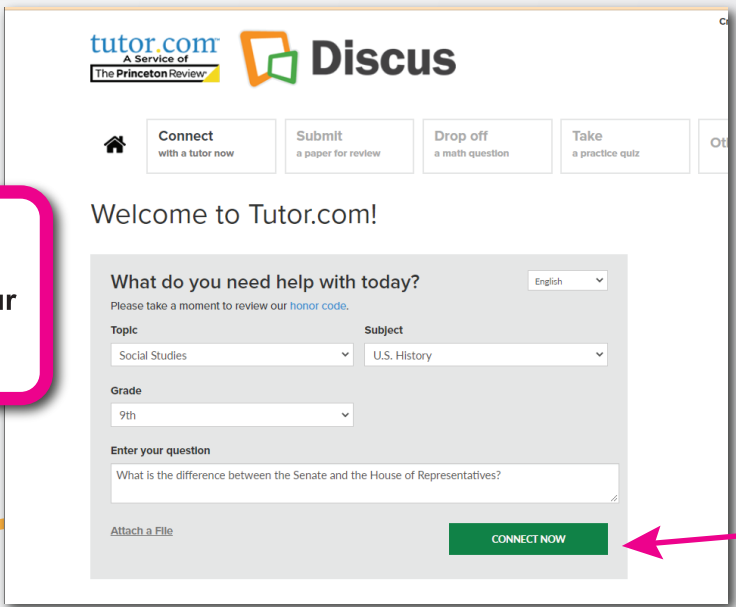 tutor.com
A Service of
The Princeton Review
Discus
Connect
with a tutor now
Submit
a paper for review
Drop off
a math question
Take
a practice quiz
Welcome to Tutor.com!
What do you need help with today?
English
Please take a moment to review our honor code.
Topic
Subject
Social Studies
U.S. History
Grade
9th
Enter your question
What is the difference between the Senate and the House of Representatives?
Attach a File
CONNECT NOW